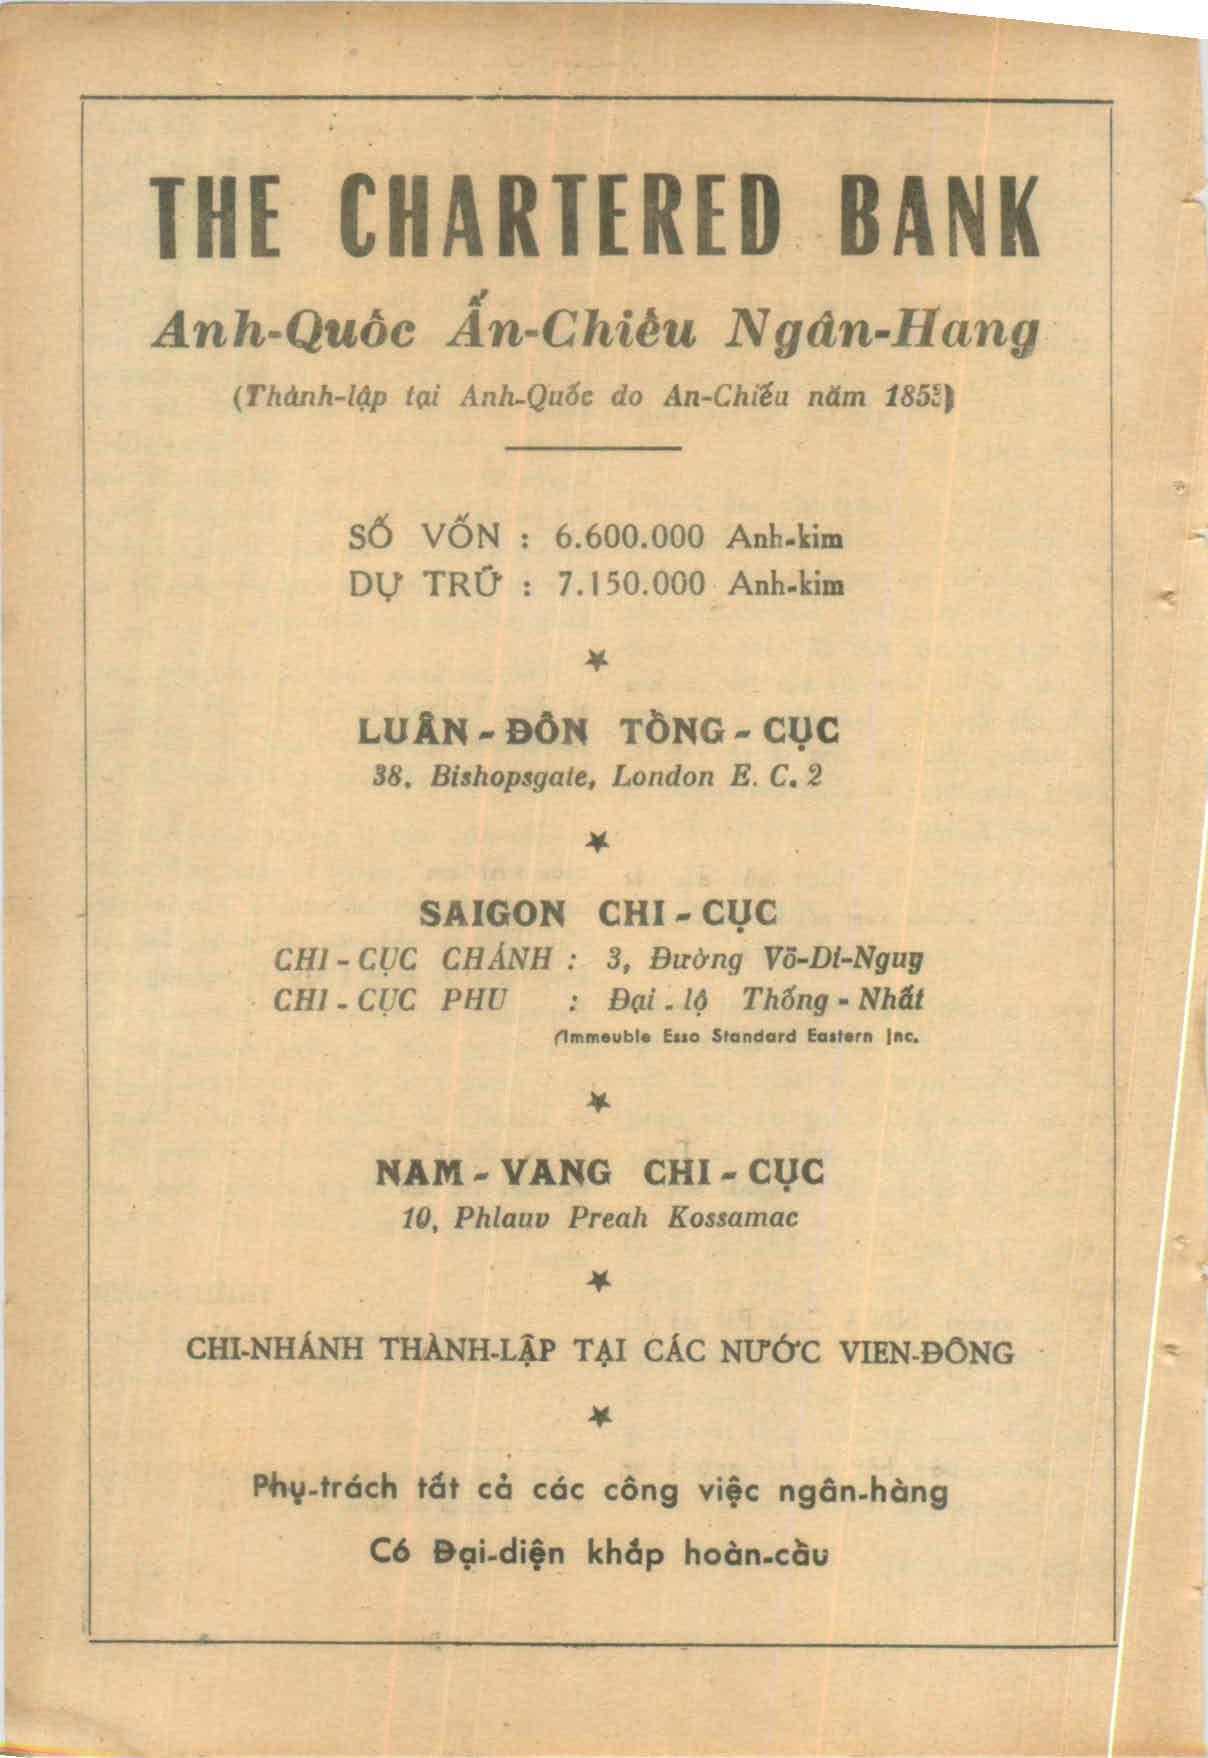 THE CHARTERED BANK
Anh-Quôc Ấn-Chiêu Ngân-Hang
(Thành-lập tại Anh-Quốc do An-Chiếu năm 1853)
SỐ VỐN : 6.600.000 Anh-kim
DỰ TRỮ : 7.150.000 Anh-kim
LUÂN - ĐÔN TỔNG - CỤC
38, Bishopsgate, London E. C. 2
SAIGON CHI - CỤC
CHI - CỤC CHÁNH : 3, Đường Võ-Di-Nguy
CHI - CỤC PHU : Đại - lộ Thống - Nhất
(Immeuble Esso Standard Eastern Inc.
NAM - VANG CHI - CỤC
10, Phlauv Preah Kossamac
CHI-NHÁNH THÀNH-LẬP TẠI CÁC NƯỚC VIEN-ĐÔNG
Phụ-trách tất cả các công việc ngân-hàng
Có Đại-diện khắp hoàn-cầu